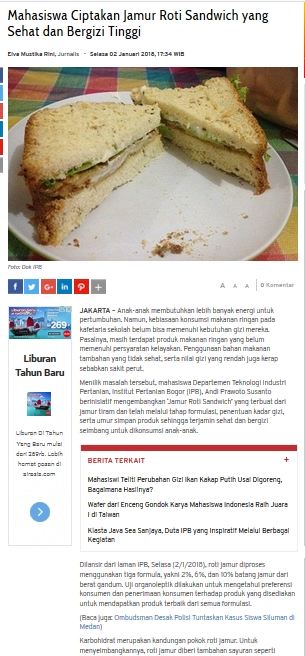 Mahasiswa Ciptakan Jamur Roti Sandwich yang
Sehat dan Bergizi Tinggi
Elva Mustika Rini, Jurnalis · Selasa 02 Januari 2018, 17:34 WIB
Foto: Dok IPB
A A A
0 Komentar
269
Liburan
Tahun Baru
Liburan Di Tahun
Yang Baru mulai
dari 269rb. Lebih
hemat pesan di
airasia.com
JAKARTA – Anak-anak membutuhkan lebih banyak energi untuk
pertumbuhan. Namun, kebiasaan konsumsi makanan ringan pada
kafetaria sekolah belum bisa memenuhi kebutuhan gizi mereka.
Pasalnya, masih terdapat produk makanan ringan yang belum
memenuhi persyaratan kelayakan. Penggunaan bahan makanan
tambahan yang tidak sehat, serta nilai gizi yang rendah juga kerap
sebabkan sakit perut.
Menilik masalah tersebut, mahasiswa Departemen Teknologi Industri
Pertanian, Institut Pertanian Bogor (IPB), Andi Prawoto Susanto
berinisiatif mengembangkan 'Jamur Roti Sandwich' yang terbuat dari
jamur tiram dan telah melalui tahap formulasi, penentuan kadar gizi,
serta umur simpan produk sehingga terjamin sehat dan bergizi
seimbang untuk dikonsumsi anak-anak.
BERITA TERKAIT +
Mahasiswi Teliti Perubahan Gizi Ikan Kakap Putih Usai Digoreng,
Bagaimana Hasilnya?
Wafer dari Enceng Gondok Karya Mahasiswa Indonesia Raih Juara
I di Taiwan
Kiasta Java Sea Sanjaya, Duta IPB yang Inspiratif Melalui Berbagai
Kegiatan
Dilansir dari laman IPB, Selasa (2/1/2018), roti jamur diproses
menggunakan tiga formula, yakni 2%, 6%, dan 10% batang jamur dari
berat gandum. Uji organoleptik dilakukan untuk mengetahui preferensi
konsumen dan penerimaan konsumen terhadap produk yang disediakan
untuk mendapatkan produk terbaik dari semua formulasi.
(Baca juga: Ombudsman Desak Polisi Tuntaskan Kasus Siswa Siluman di
Medan)
Karbohidrat merupakan kandungan pokok roti jamur. Untuk
menyeimbangkannya, roti jamur diberi tambahan sayuran seperti